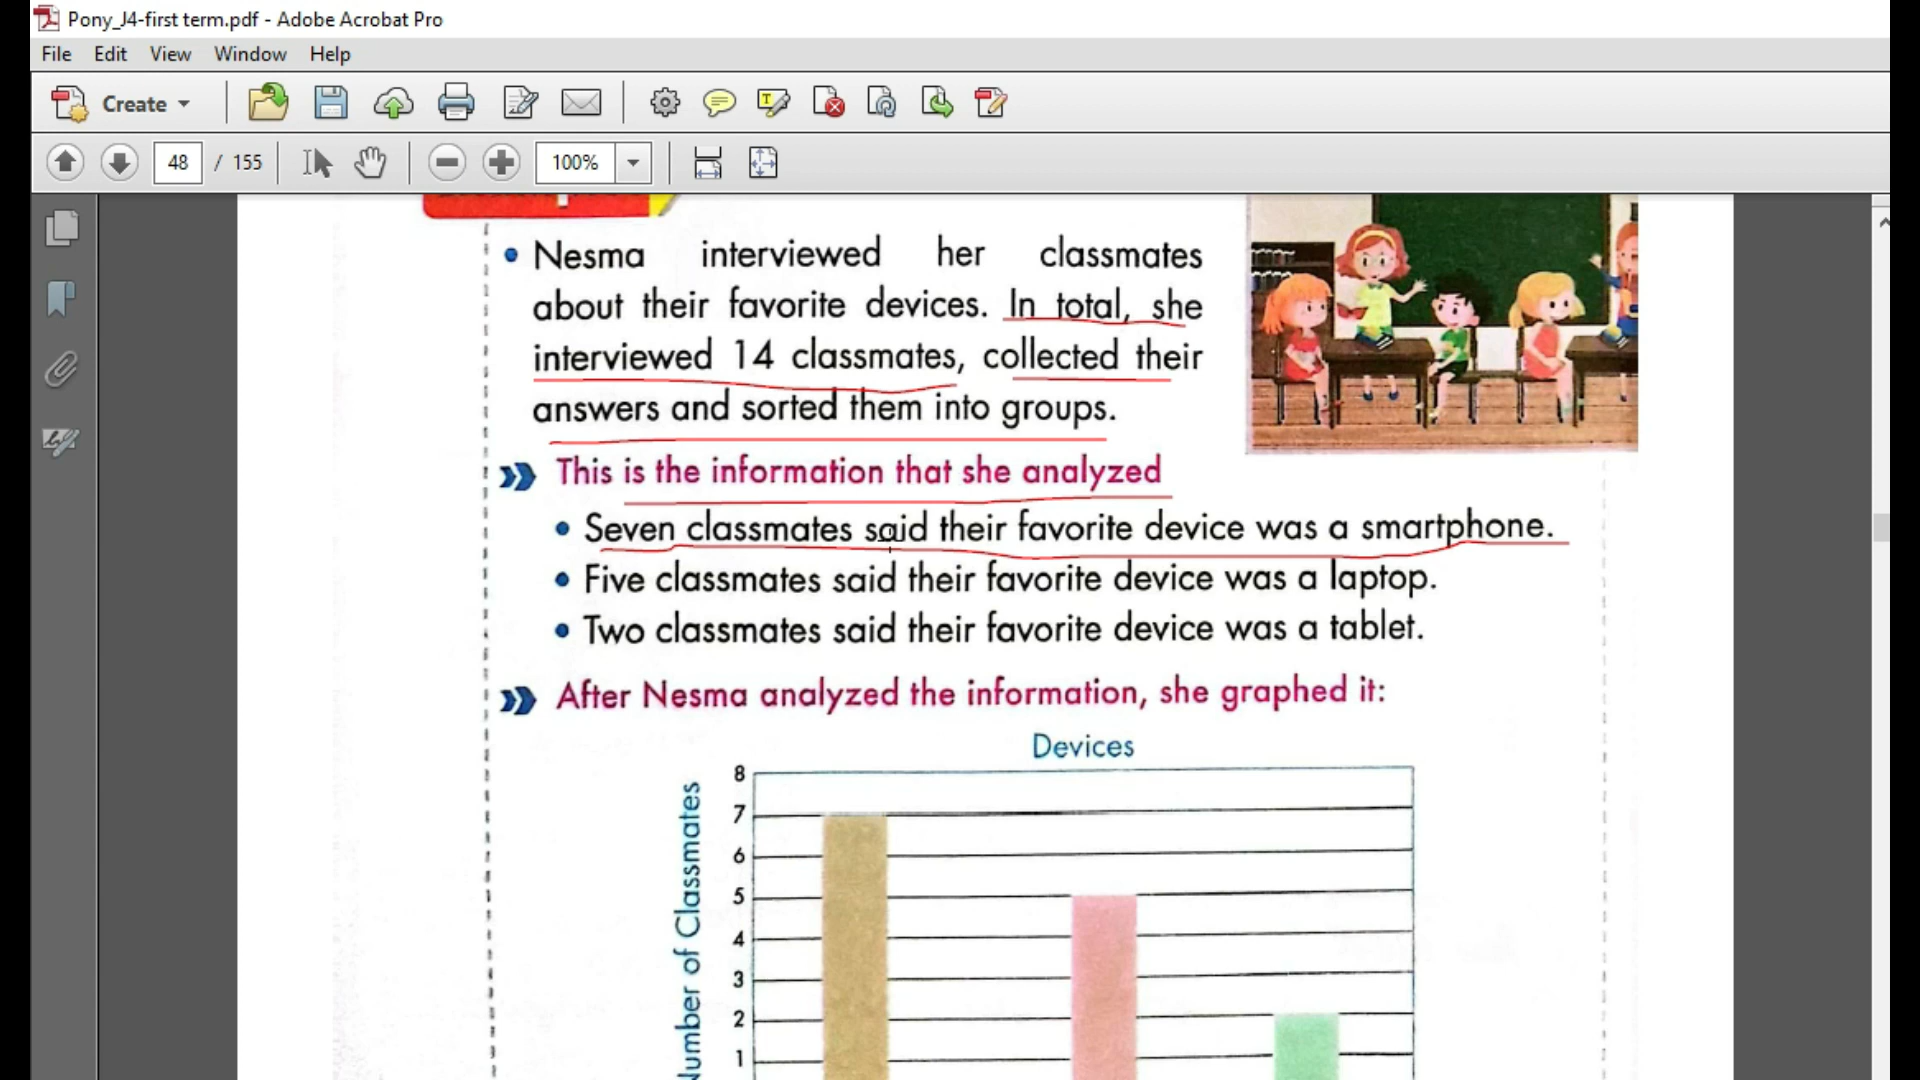 Pony_J4-first term.pdf - Adobe Acrobat Pro
File Edit View Window Help
Create
48 / 155 100%
• Nesma interviewed her classmates
about their favorite devices. In total, she
interviewed 14 classmates, collected their
answers and sorted them into groups.
This is the information that she analyzed
• Seven classmates said their favorite device was a smartphone.
• Five classmates said their favorite device was a laptop.
• Two classmates said their favorite device was a tablet.
After Nesma analyzed the information, she graphed it:
Devices
Number of Classmates
8
7
6
5
4
3
2
1